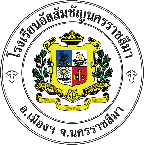 โรงเรียนอัสสัมชัญนครราชสีมา
อ.เมืองฯ จ.นครราชสีมา